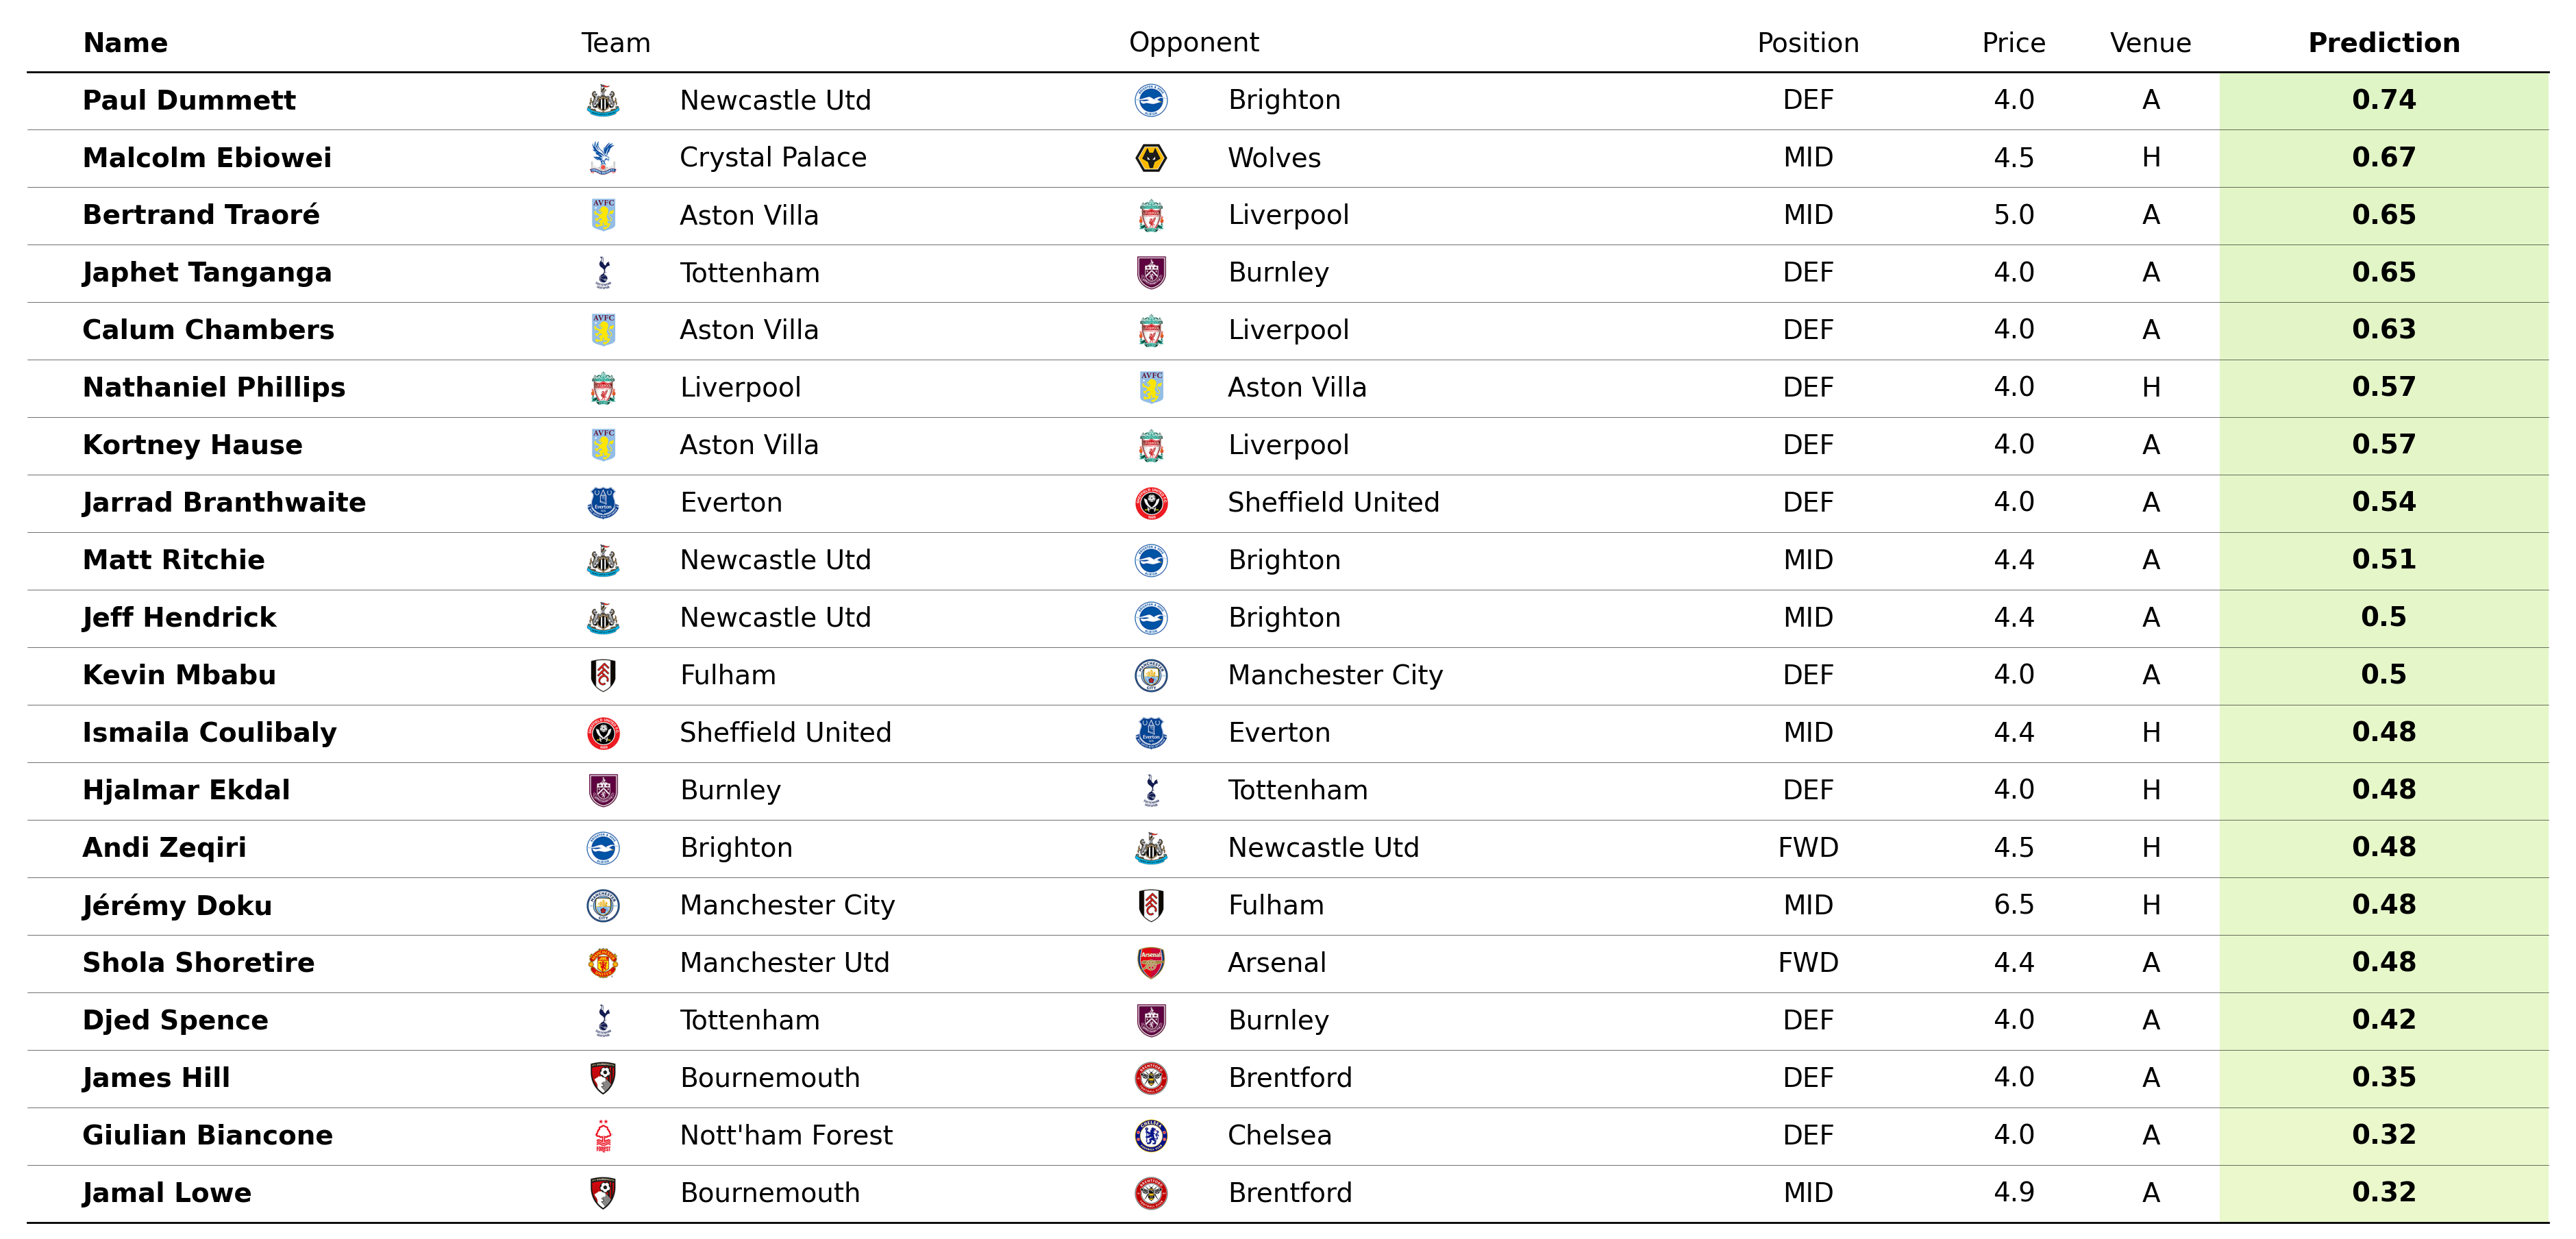 Name Team Opponent Position Price Venue Prediction
Paul Dummett Newcastle Utd Brighton DEF 4.0 A 0.74
Malcolm Ebiowei Crystal Palace Wolves MID 4.5 H 0.67
Bertrand Traoré Aston Villa Liverpool MID 5.0 A 0.65
Japhet Tanganga Tottenham Burnley DEF 4.0 A 0.65
Calum Chambers Aston Villa Liverpool DEF 4.0 A 0.63
Nathaniel Phillips Liverpool Aston Villa DEF 4.0 H 0.57
Kortney Hause Aston Villa Liverpool DEF 4.0 A 0.57
Jarrad Branthwaite Everton Sheffield United DEF 4.0 A 0.54
Matt Ritchie Newcastle Utd Brighton MID 4.4 A 0.51
Jeff Hendrick Newcastle Utd Brighton MID 4.4 A 0.5
Kevin Mbabu Fulham Manchester City DEF 4.0 A 0.5
Ismaila Coulibaly Sheffield United Everton MID 4.4 H 0.48
Hjalmar Ekdal Burnley Tottenham DEF 4.0 H 0.48
Andi Zeqiri Brighton Newcastle Utd FWD 4.5 H 0.48
Jérémy Doku Manchester City Fulham MID 6.5 H 0.48
Shola Shoretire Manchester Utd Arsenal FWD 4.4 A 0.48
Djed Spence Tottenham Burnley DEF 4.0 A 0.42
James Hill Bournemouth Brentford DEF 4.0 A 0.35
Giulian Biancone Nott'ham Forest Chelsea DEF 4.0 A 0.32
Jamal Lowe Bournemouth Brentford MID 4.9 A 0.32